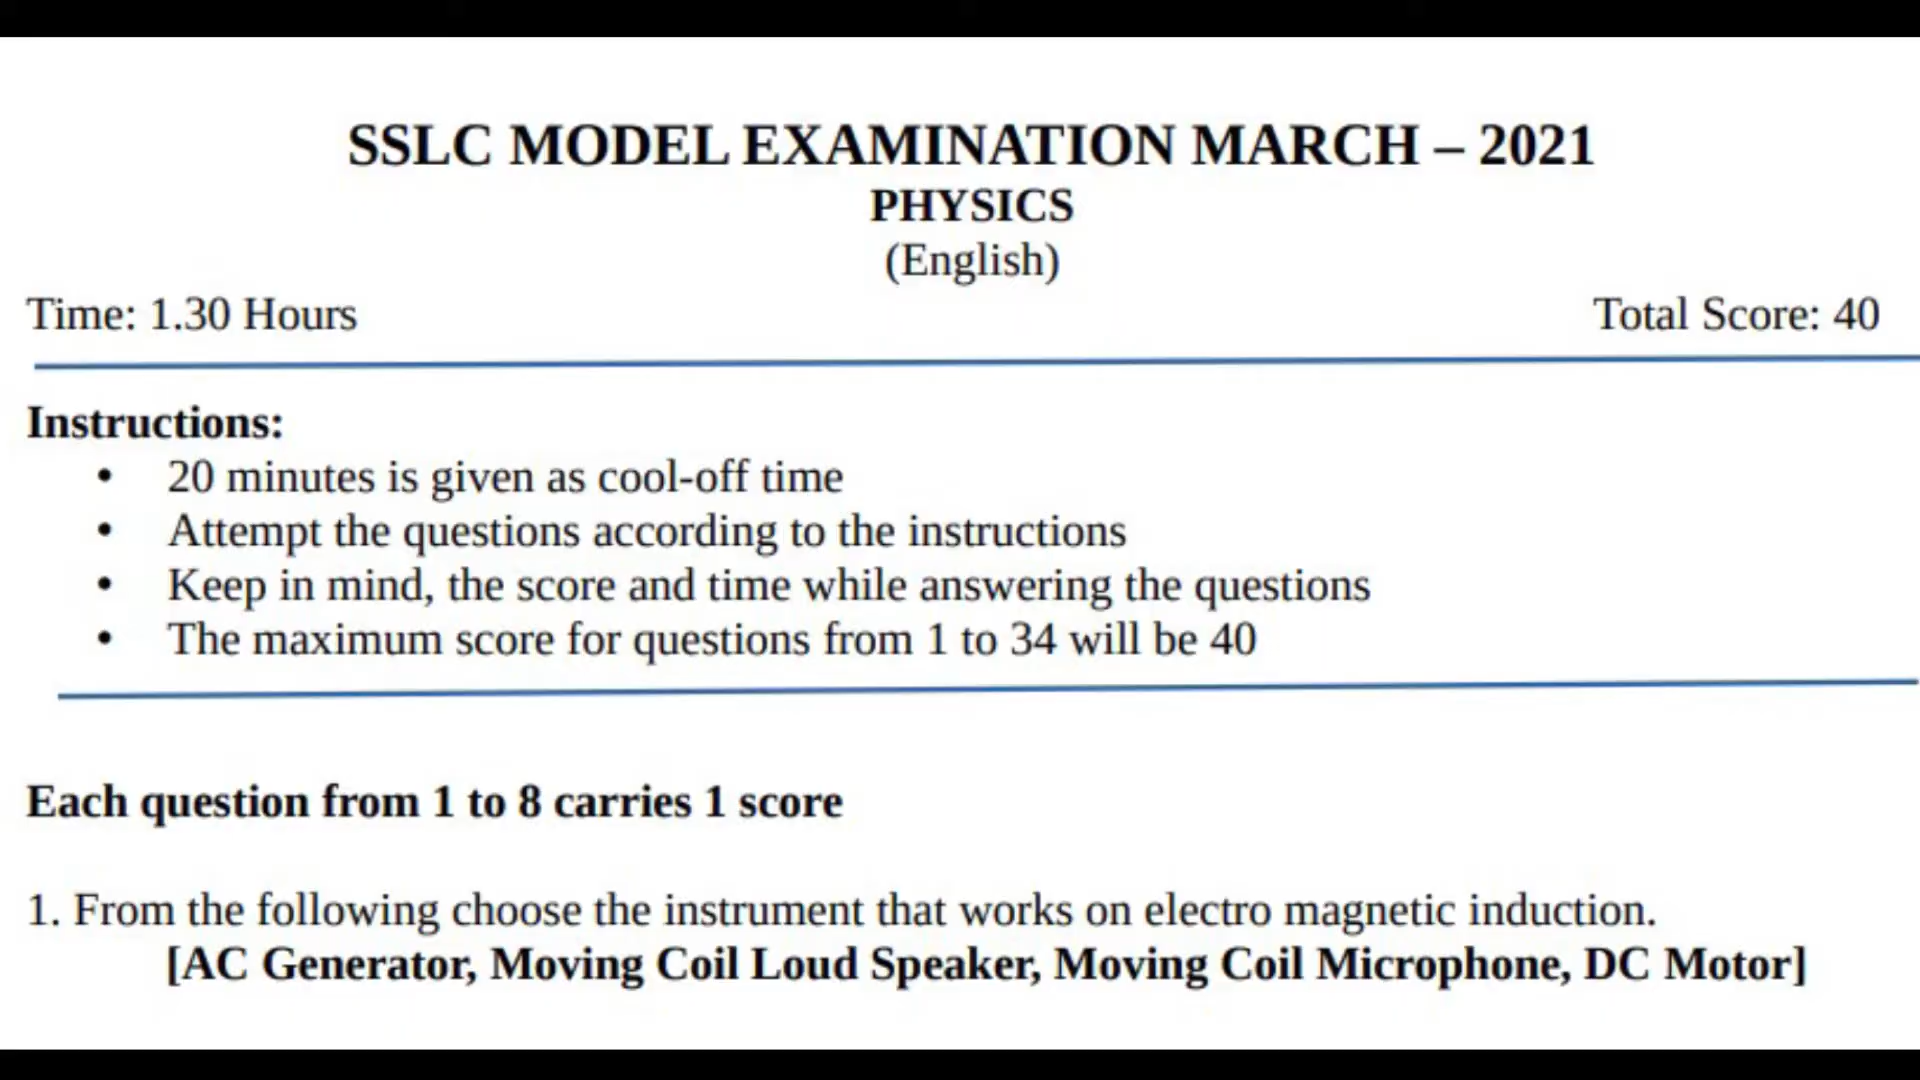 SSLC MODEL EXAMINATION MARCH – 2021
PHYSICS
(English)
Time: 1.30 Hours Total Score: 40
Instructions:
• 20 minutes is given as cool-off time
• Attempt the questions according to the instructions
• Keep in mind, the score and time while answering the questions
• The maximum score for questions from 1 to 34 will be 40
Each question from 1 to 8 carries 1 score
1. From the following choose the instrument that works on electro magnetic induction.
[AC Generator, Moving Coil Loud Speaker, Moving Coil Microphone, DC Motor]